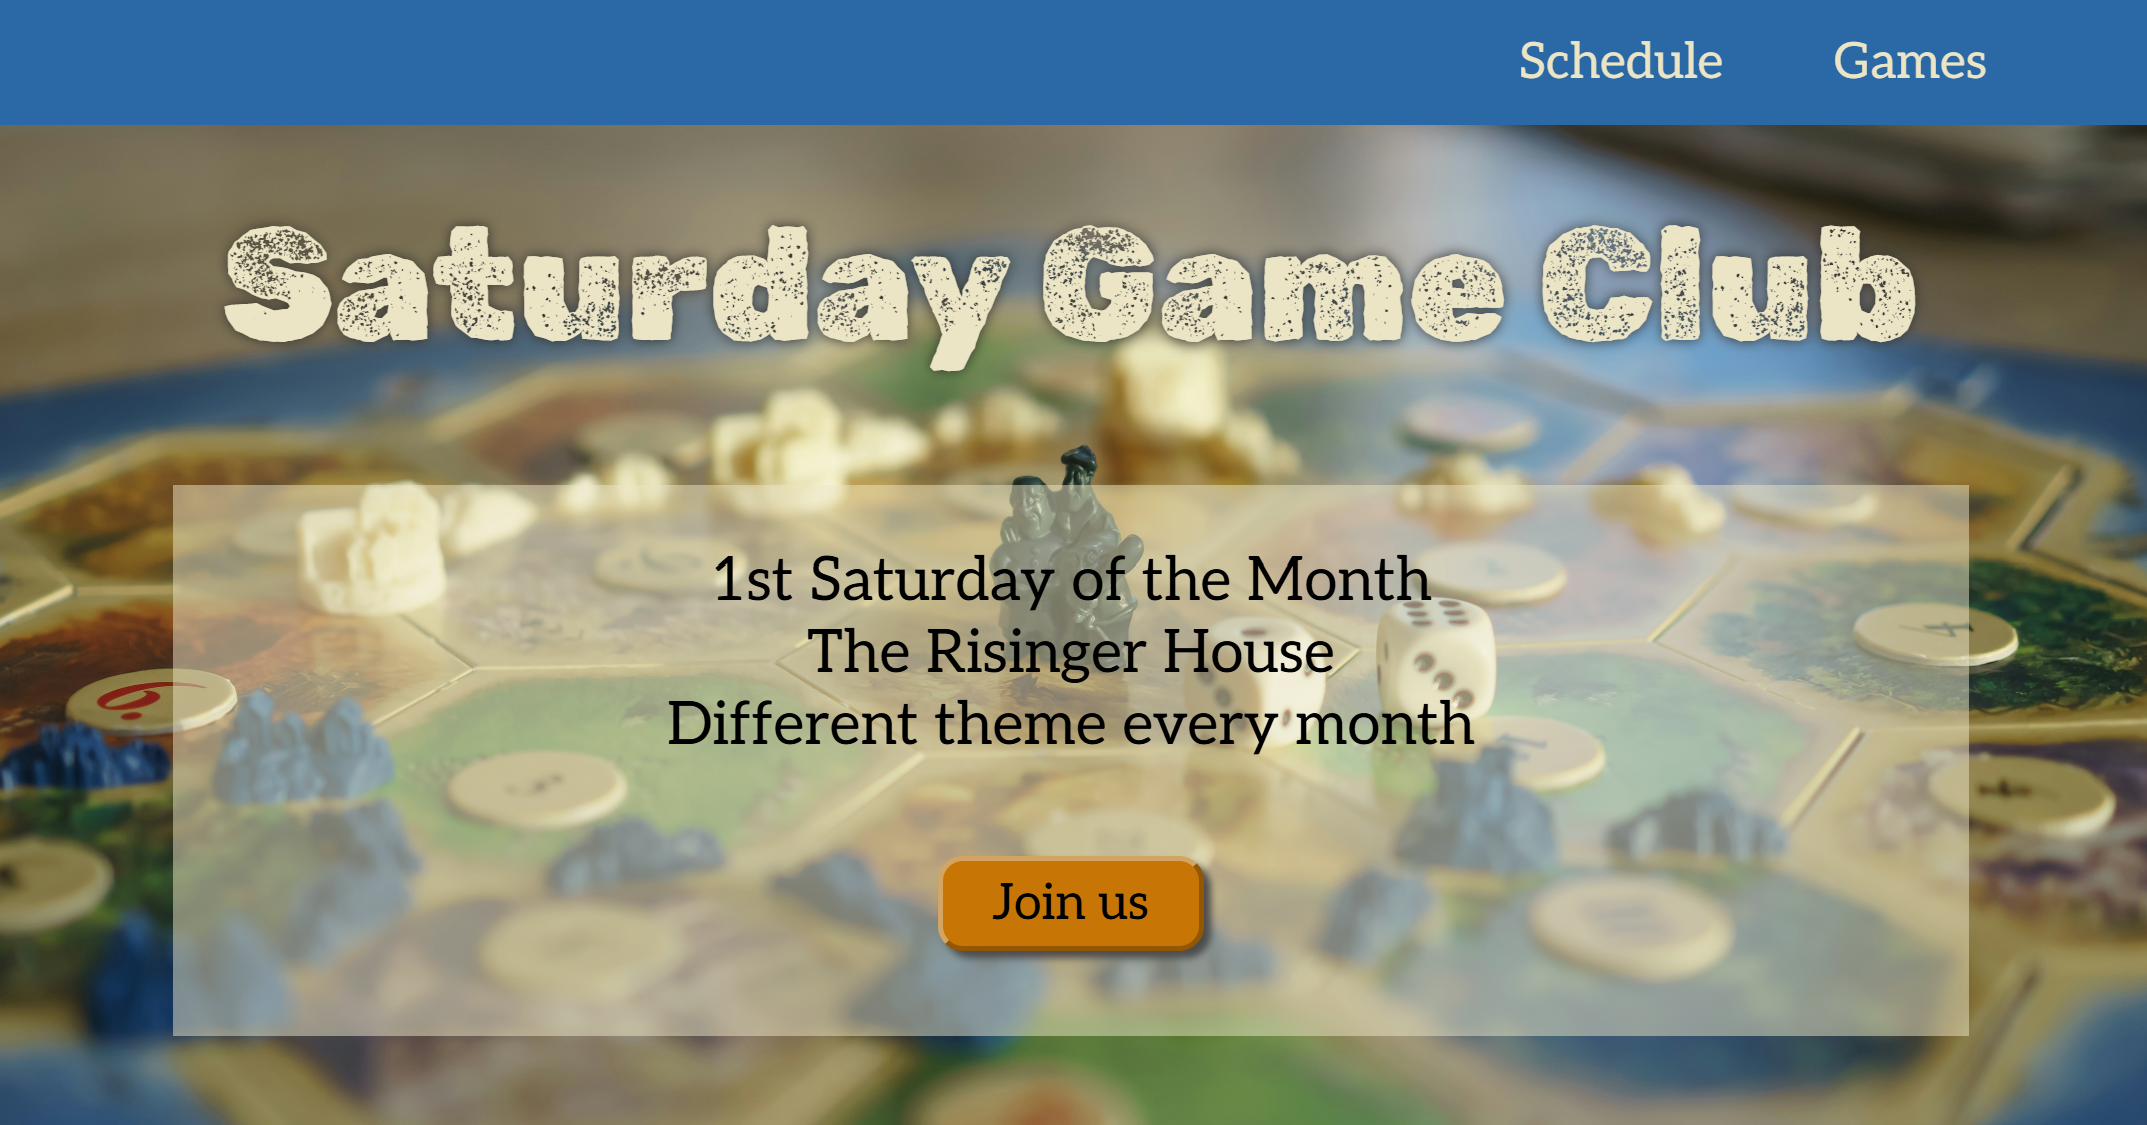 Schedule Games
Saturday Game Club
1st Saturday of the Month
The Risinger House
Different theme every month
Join us